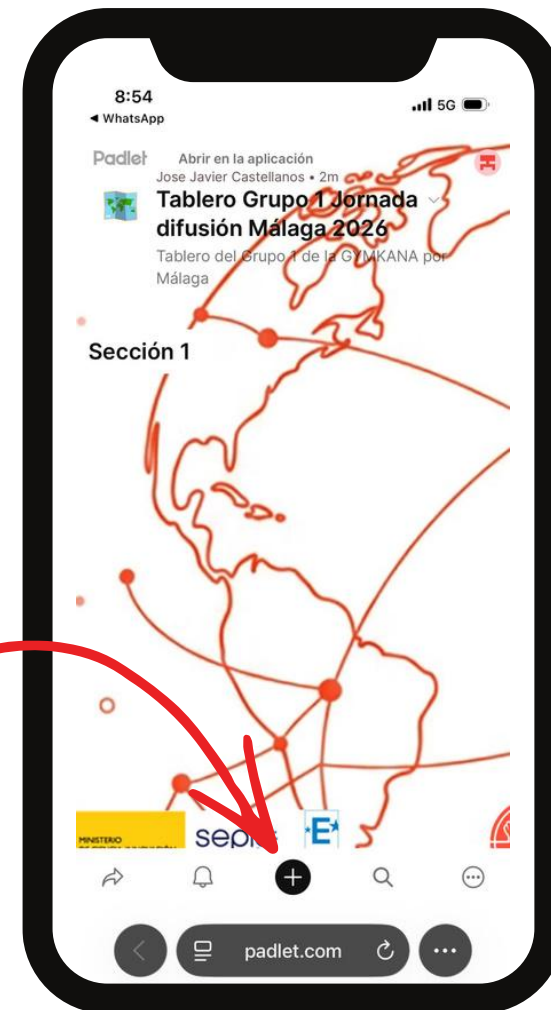 8:54
5G
◄ WhatsApp
Padlet
Abrir en la aplicación
Jose Javier Castellanos • 2m
Tablero Grupo 1 Jornada
difusión Málaga 2026
Tablero del Grupo 1 de la GYMKANA por
Málaga
Sección 1
MINISTERIO
sepie
E
padlet.com